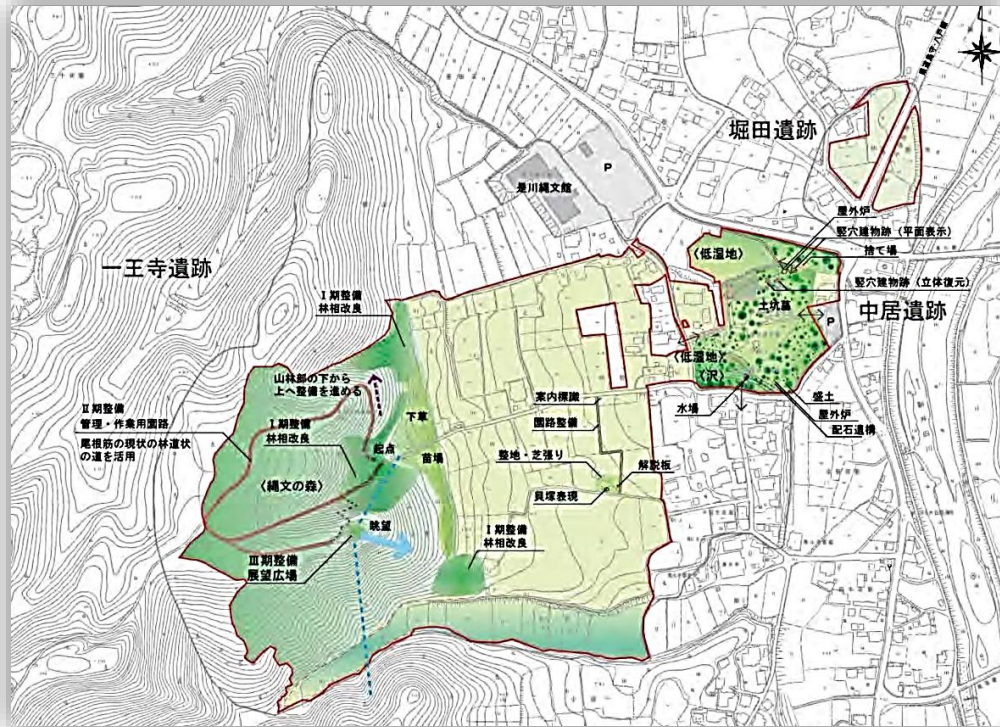 堀田遺跡
P
是川縄文館
屋外炉
竪穴建物跡（平面表示）
捨て場
〈低湿地〉
竪穴建物跡（立体復元）
一王寺遺跡
土坑墓
中居遺跡
P
Ⅰ期整備
林相改良
〈低湿地〉
〈沢〉
山林部の下から
上へ整備を進める
案内標識
水場
盛土
屋外炉
配石遺構
Ⅱ期整備
管理・作業用園路
尾根筋の現状の林道状
の道を活用
下草
園路整備
Ⅰ期整備
林相改良
起点
苗場
整地・芝張り
解説板
〈縄文の森〉
貝塚表現
眺望
Ⅰ期整備
林相改良
Ⅲ期整備
展望広場